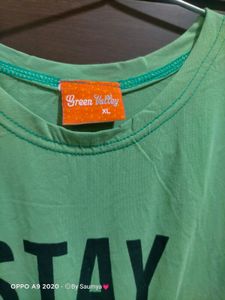 Green Valley
XL
STAY
OPPO A9 2020 · ©By Saumya💗